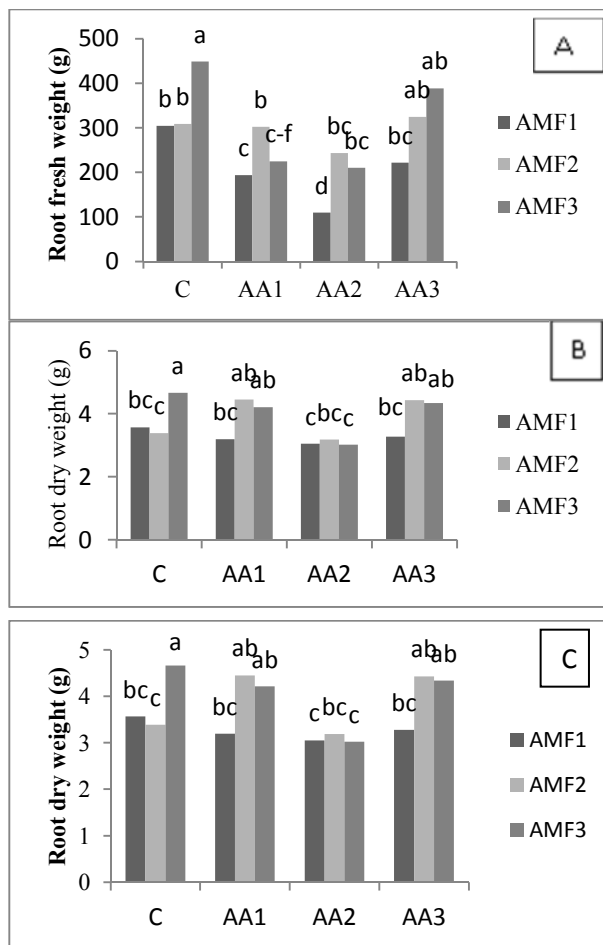 A
Root fresh weight (g)
500
400
300
200
100
0
b b a
c b c-f
d bc bc
bc ab ab
C AA1 AA2 AA3
AMF1
AMF2
AMF3
B
Root dry weight (g)
6
4
2
0
bc c a
bc ab ab
c bc c
bc ab ab
C AA1 AA2 AA3
AMF1
AMF2
AMF3
C
Root dry weight (g)
5
4
3
2
1
0
bc c a
bc ab ab
c bc c
bc ab ab
C AA1 AA2 AA3
AMF1
AMF2
AMF3